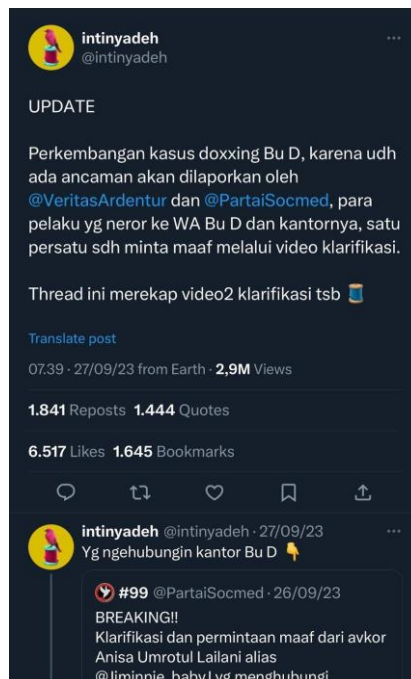 intinyadeh
@intinyadeh
UPDATE
Perkembangan kasus doxxing Bu D, karena udh
ada ancaman akan dilaporkan oleh
@VeritasArdentur dan @PartaiSocmed, para
pelaku yg neror ke WA Bu D dan kantornya, satu
persatu sdh minta maaf melalui video klarifikasi.
Thread ini merekap video2 klarifikasi tsb 🧵
Translate post
07.39 · 27/09/23 from Earth · 2,9M Views
1.841 Reposts 1.444 Quotes
6.517 Likes 1.645 Bookmarks
intinyadeh @intinyadeh · 27/09/23
Yg ngehubungin kantor Bu D 👇
#99 @PartaiSocmed · 26/09/23
BREAKING!!
Klarifikasi dan permintaan maaf dari avkor
Anisa Umrotul Lailani alias
@Jiminnie_babyJ yg menghubungi